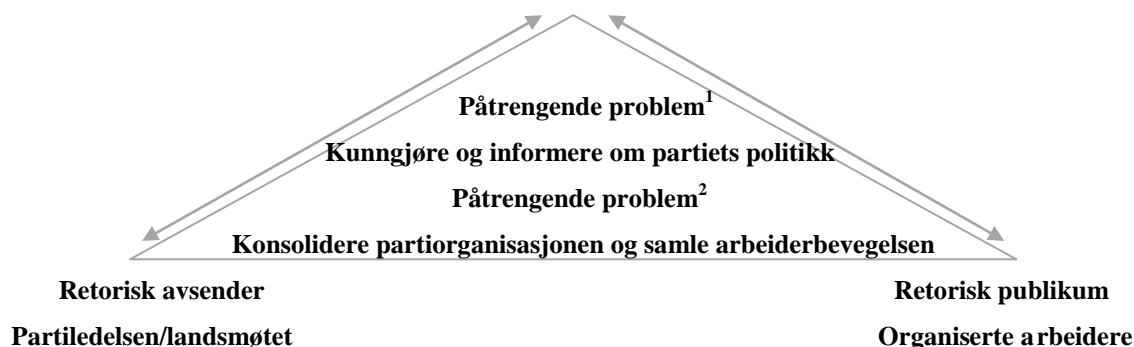 Påtrengende problem¹
Kunngjøre og informere om partiets politikk
Påtrengende problem²
Konsolidere partiorganisasjonen og samle arbeiderbevegelsen
Retorisk avsender
Partiledelsen/landsmøtet
Retorisk publikum
Organiserte arbeidere